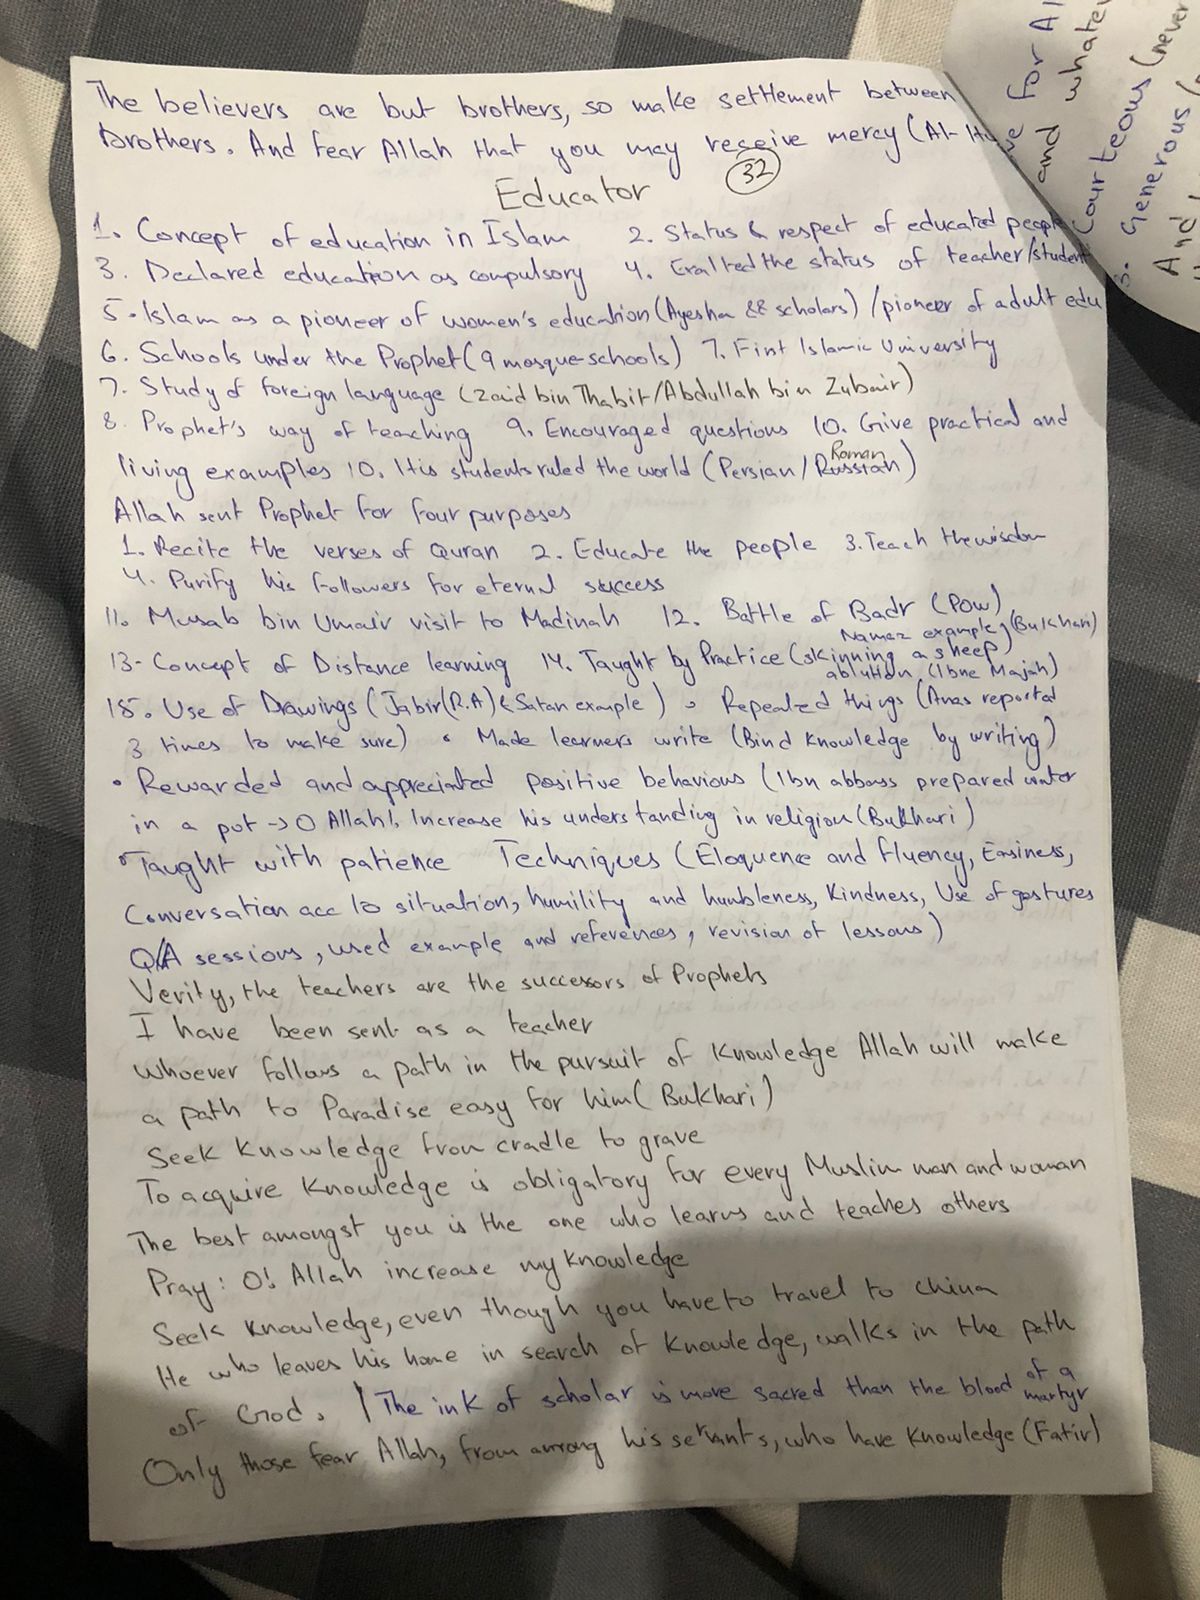 The believers are but brothers, so make settlement between
brothers. And fear Allah that you may receive mercy (Al-Hu
32
Educator
1. Concept of education in Islam 2. Status & respect of educated people
3. Declared education as compulsory 4. Exalted the status of teacher/student
5. Islam as a pioneer of women's education (Ayesha 88 scholars) / pioneer of adult edu
6. Schools under the Prophet (9 mosque-schools) 7. First Islamic University
7. Study of foreign language (Zaid bin Thabit/Abdullah bin Zubair)
8. Prophet's way of teaching 9. Encouraged questions 10. Give practical and
living examples 10. His students ruled the world (Persian / Roman)
Allah sent Prophet for four purposes
1. Recite the verses of Quran 2. Educate the people 3. Teach the wisdom
4. Purify his followers for eternal success
11. Musab bin Umair visit to Madinah 12. Battle of Badr (POW)
Namaz example, (Bukhari)
13- Concept of Distance learning 14. Taught by Practice (skinning a sheep)
ablution, (Ibne Majah)
15. Use of Drawings (Jabir (R.A) & Satan example) • Repeated things (Anas reported
3 times to make sure) • Made learners write (Bind knowledge by writing)
• Rewarded and appreciated positive behavious (Ibn abbass prepared water
in a pot -> O Allah! Increase his understanding in religion (Bukhari)
• Taught with patience Techniques (Eloquence and fluency, Easiness,
Conversation acc to situation, humility and humbleness, Kindness, Use of gestures
Q/A sessions, used example and references, revision of lessons)
Verity, the teachers are the successors of Prophets
I have been sent as a teacher
Whoever follows a path in the pursuit of knowledge Allah will make
a path to Paradise easy for him (Bukhari)
Seek knowledge from cradle to grave
To acquire knowledge is obligatory for every Muslim man and woman
The best amongst you is the one who learns and teaches others
Pray: O! Allah increase my knowledge
Seek knowledge, even though you have to travel to china
He who leaves his home in search of knowledge, walks in the path
of God. / The ink of scholar is more sacred than the blood of a martyr
Only those fear Allah, from among his servants, who have knowledge (Fatir)
ve for Al
and whatev
Courteous (never
3. Generous (
And